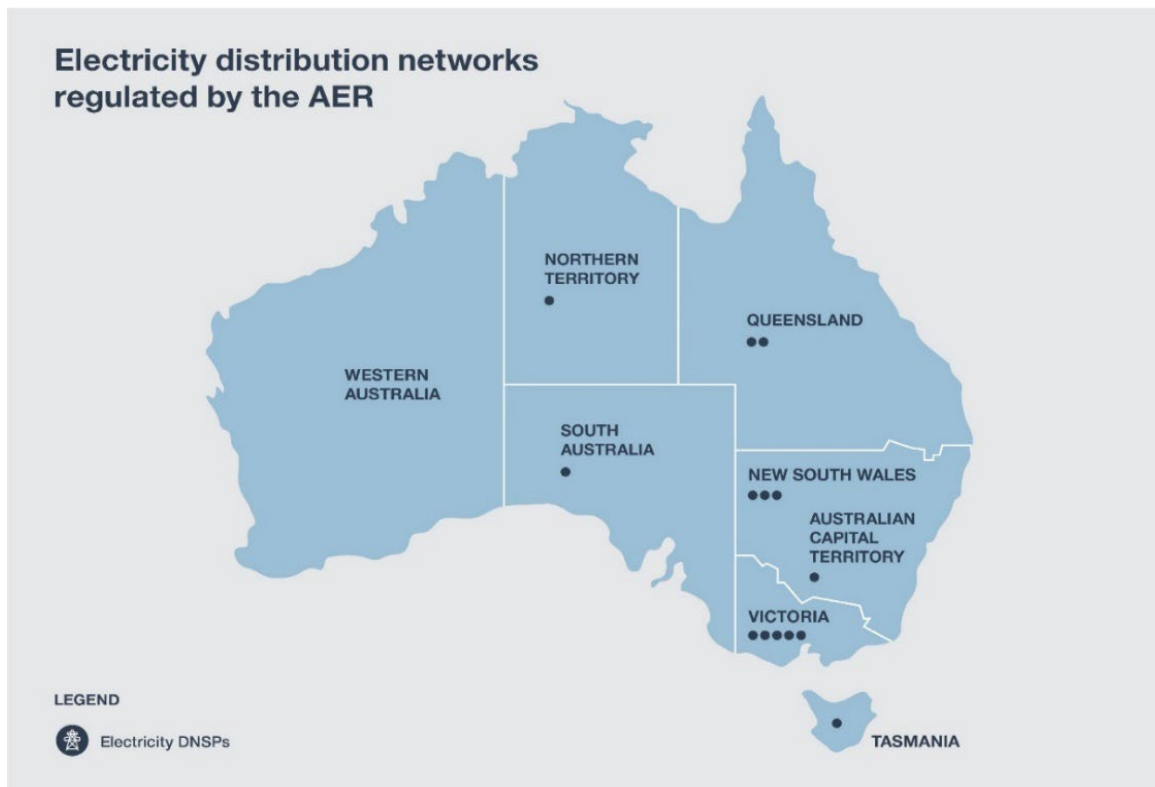 Electricity distribution networks
regulated by the AER
NORTHERN
TERRITORY
QUEENSLAND
WESTERN
AUSTRALIA
SOUTH
AUSTRALIA
NEW SOUTH WALES
AUSTRALIAN
CAPITAL
TERRITORY
VICTORIA
TASMANIA
LEGEND
Electricity DNSPs